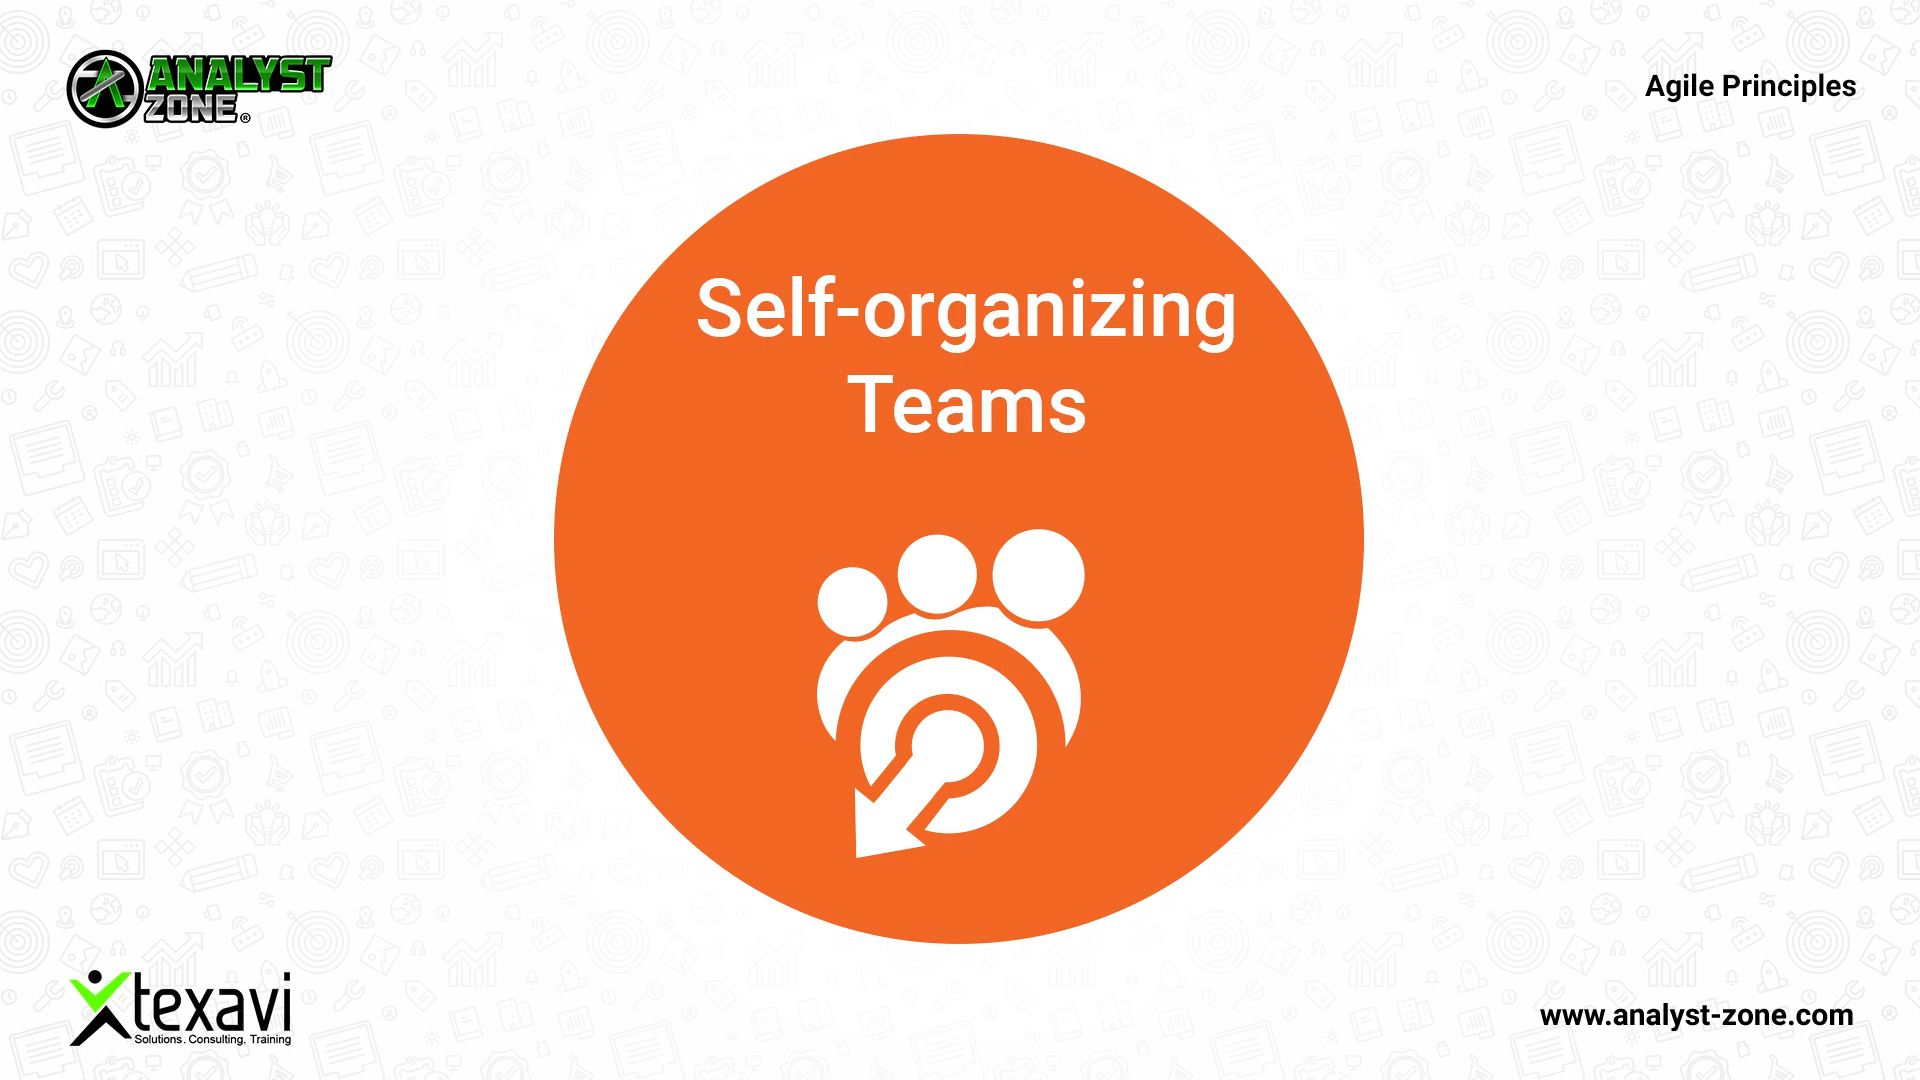 ANALYST
ZONE®
Agile Principles
Self-organizing
Teams
texavi
Solutions. Consulting. Training
www.analyst-zone.com